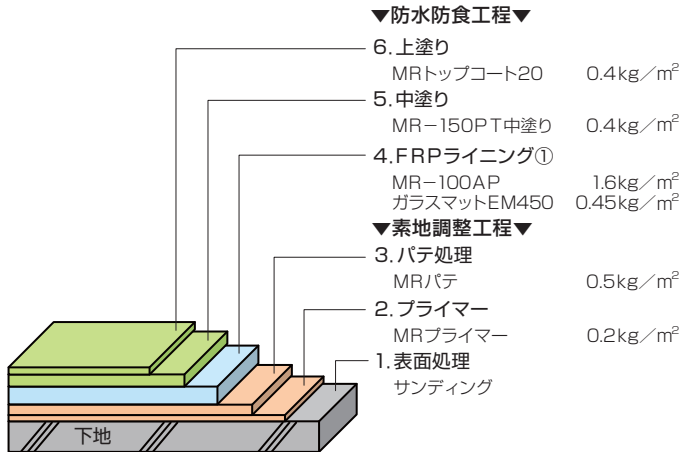 ▼防水防食工程▼
6.上塗り
MRトップコート20 0.4kg／m²
5.中塗り
MR−150PT中塗り 0.4kg／m²
4.FRPライニング①
MR−100AP 1.6kg／m²
ガラスマットEM450 0.45kg／m²
▼素地調整工程▼
3.パテ処理
MRパテ 0.5kg／m²
2.プライマー
MRプライマー 0.2kg／m²
1.表面処理
サンディング
下地